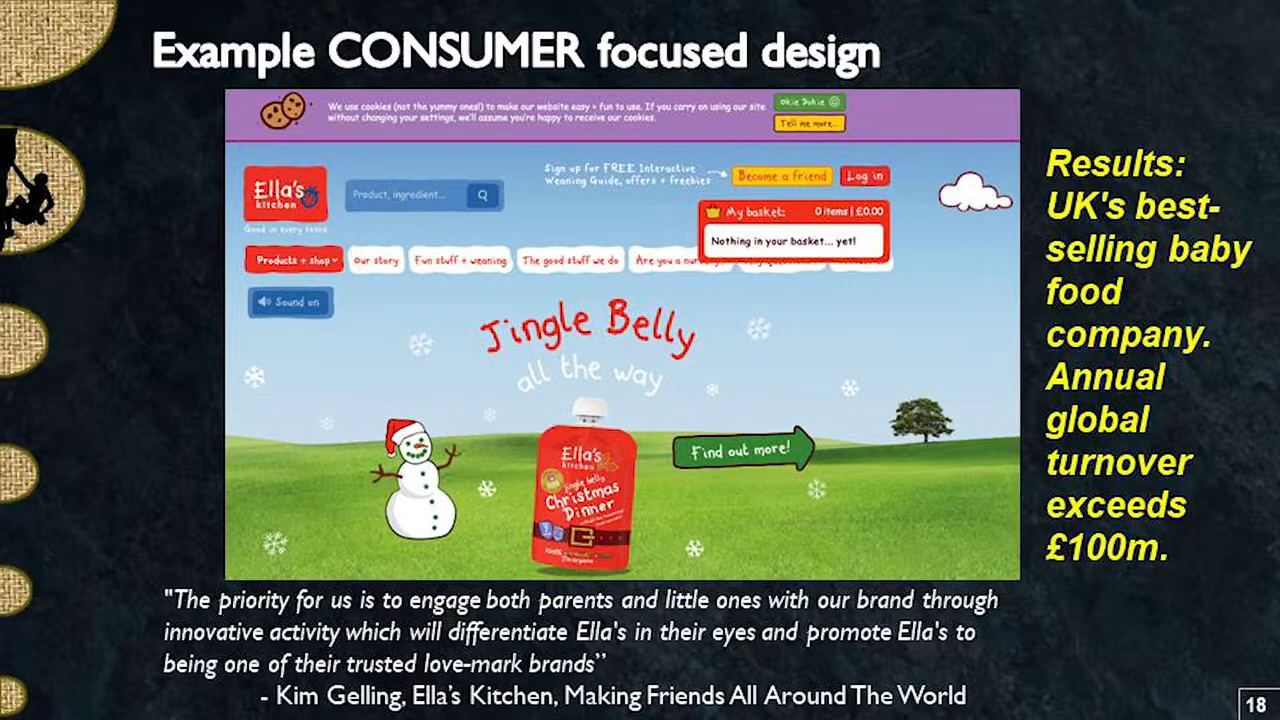 Example CONSUMER focused design
We use cookies (not the yummy ones!) to make our website easy + fun to use. If you carry on using our site
without changing your settings, we'll assume you're happy to receive our cookies.
Okie Dokie
Tell me more...
Ella's
kitchen
Good in every sense
Product, ingredient...
Sign up for FREE Interactive
Weaning Guide, offers + freebies
Become a friend
Log in
My basket:
0 items | £0.00
Nothing in your basket... yet!
Products + shop
Our story
Fun stuff + weaning
The good stuff we do
Are you a
Sound on
Jingle Belly
all the way
Find out more!
Ella's
kitchen
jingle belly
Christmas
Dinner
Results:
UK's best-
selling baby
food
company.
Annual
global
turnover
exceeds
£100m.
"The priority for us is to engage both parents and little ones with our brand through
innovative activity which will differentiate Ella's in their eyes and promote Ella's to
being one of their trusted love-mark brands”
- Kim Gelling, Ella’s Kitchen, Making Friends All Around The World
18